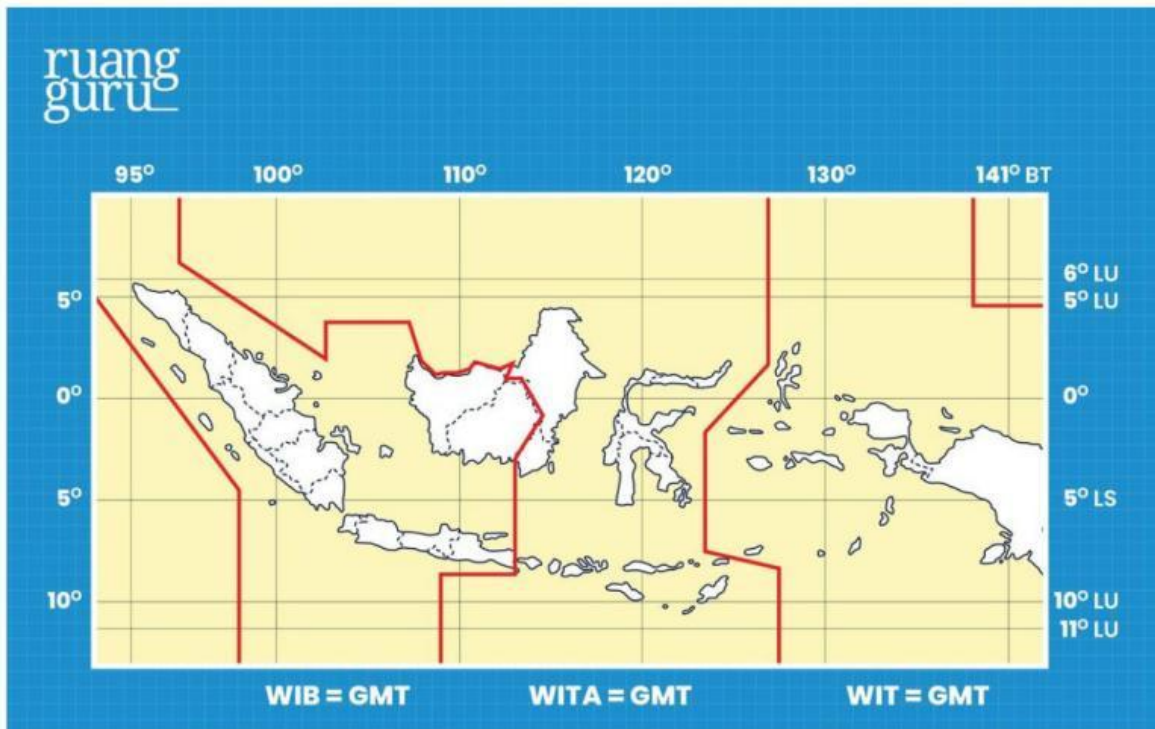 ruang
guru_
95° 100° 110° 120° 130° 141° BT
6° LU
5° 5° LU
0° 0°
5° 5° LS
10° 10° LU
11° LU
WIB = GMT WITA = GMT WIT = GMT